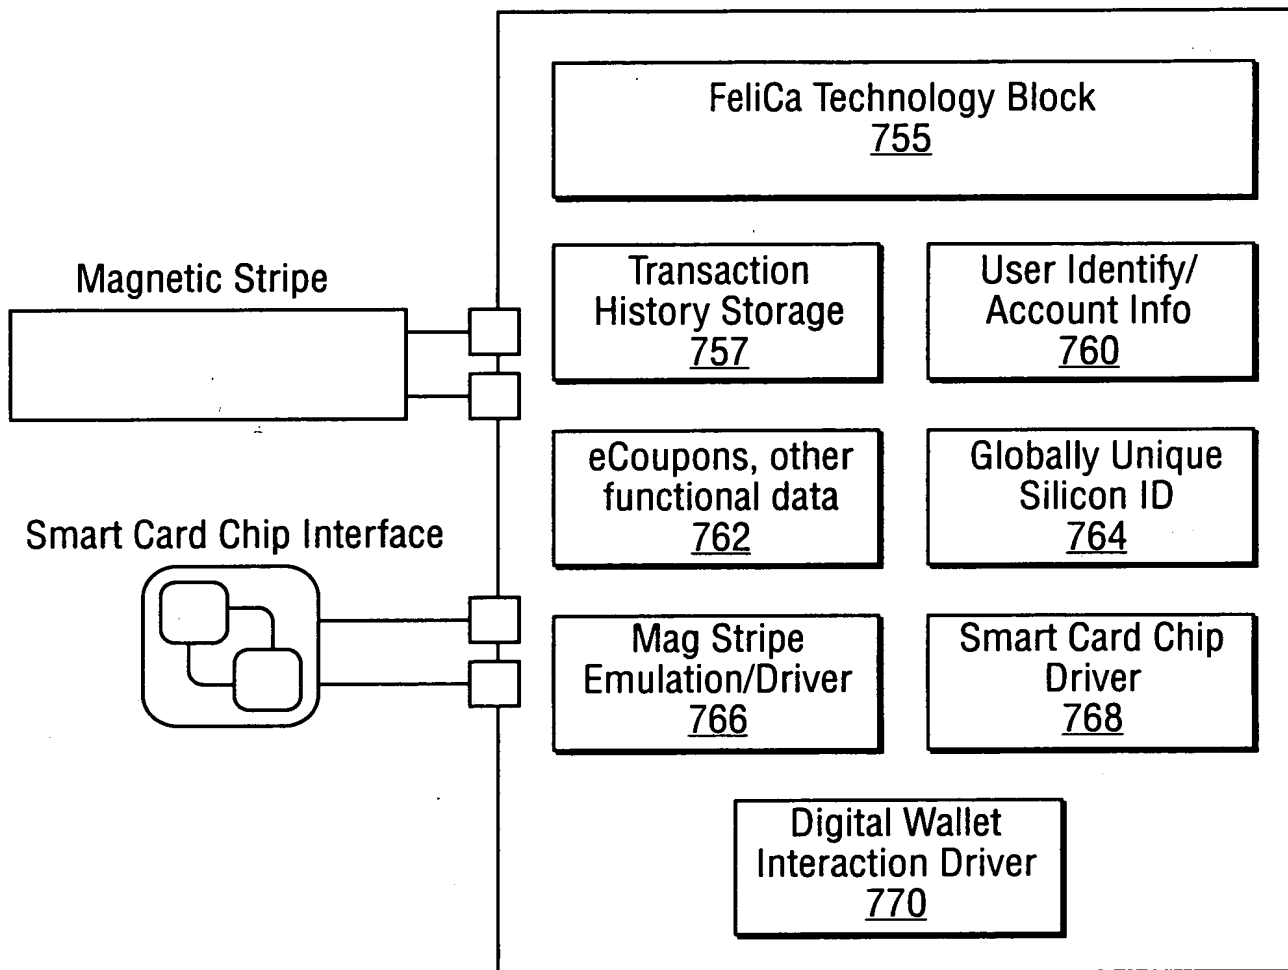 FeliCa Technology Block
755
Magnetic Stripe
Transaction
History Storage
757
User Identify/
Account Info
760
eCoupons, other
functional data
762
Globally Unique
Silicon ID
764
Smart Card Chip Interface
Mag Stripe
Emulation/Driver
766
Smart Card Chip
Driver
768
Digital Wallet
Interaction Driver
770